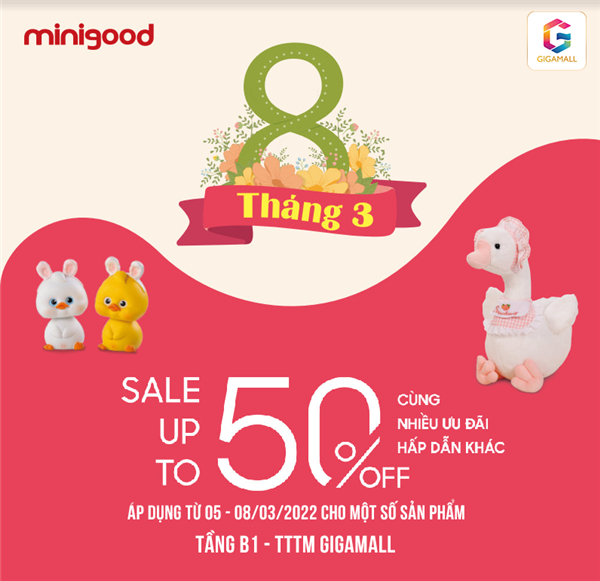 minigood
GIGAMALL
8
Tháng 3
SALE
UP
TO
50%OFF
CÙNG
NHIỀU ƯU ĐÃI
HẤP DẪN KHÁC
ÁP DỤNG TỪ 05 - 08/03/2022 CHO MỘT SỐ SẢN PHẨM
TẦNG B1 - TTTM GIGAMALL